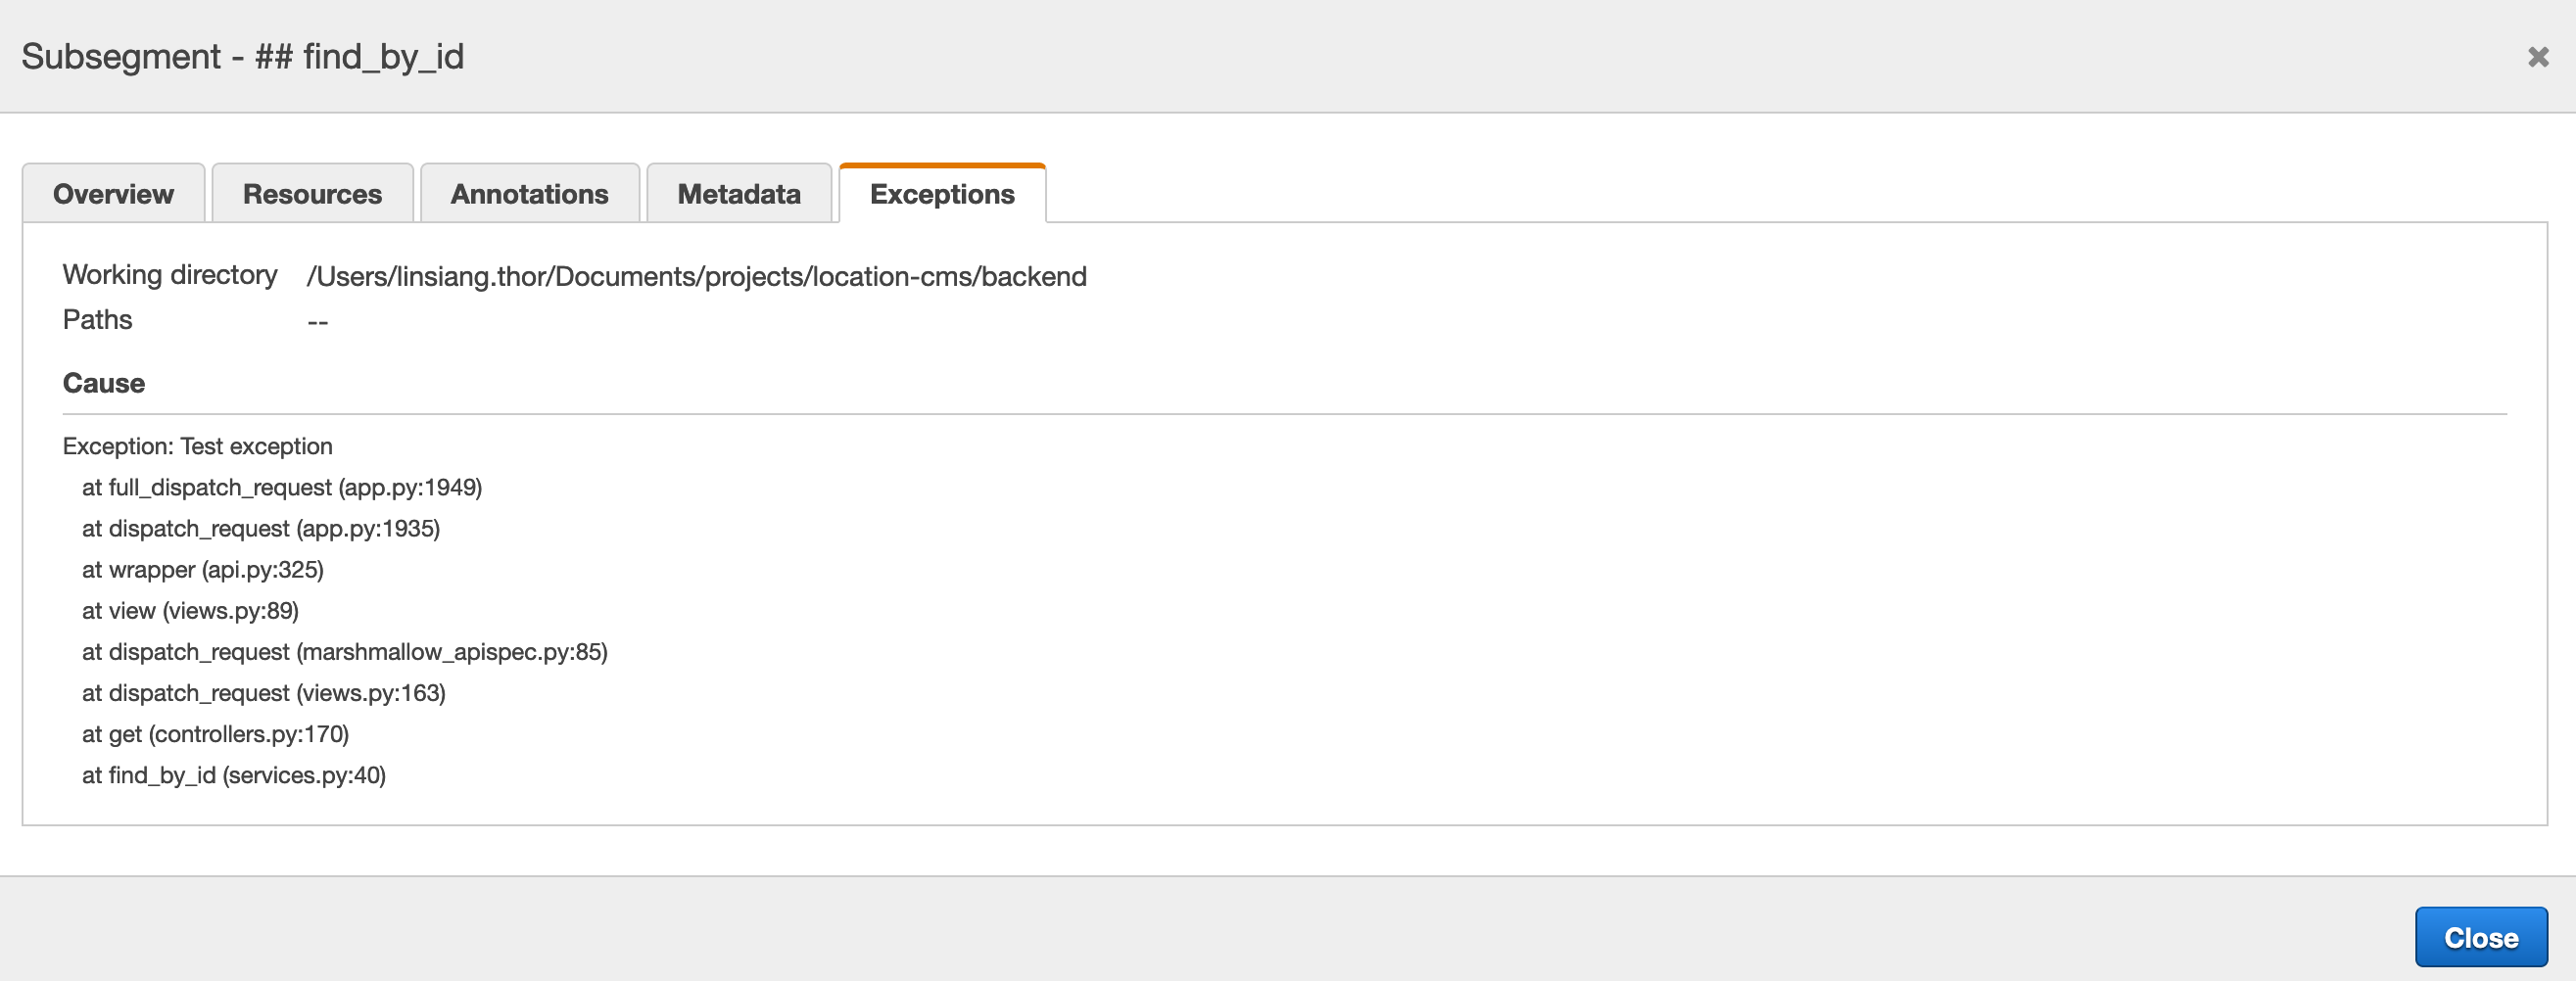 Subsegment - ## find_by_id
Overview
Resources
Annotations
Metadata
Exceptions
Working directory /Users/linsiang.thor/Documents/projects/location-cms/backend
Paths --
Cause
Exception: Test exception
at full_dispatch_request (app.py:1949)
at dispatch_request (app.py:1935)
at wrapper (api.py:325)
at view (views.py:89)
at dispatch_request (marshmallow_apispec.py:85)
at dispatch_request (views.py:163)
at get (controllers.py:170)
at find_by_id (services.py:40)
Close